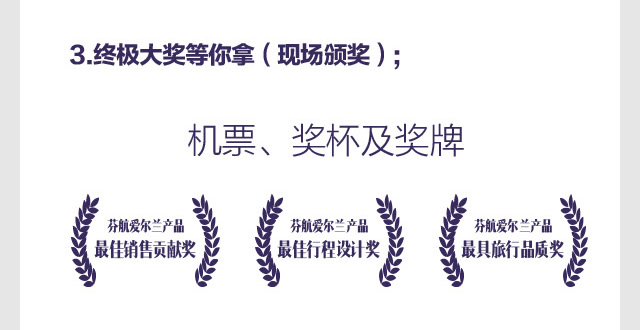 3.终极大奖等你拿（现场颁奖）；
机票、奖杯及奖牌
芬航爱尔兰产品
最佳销售贡献奖
芬航爱尔兰产品
最佳行程设计奖
芬航爱尔兰产品
最具旅行品质奖